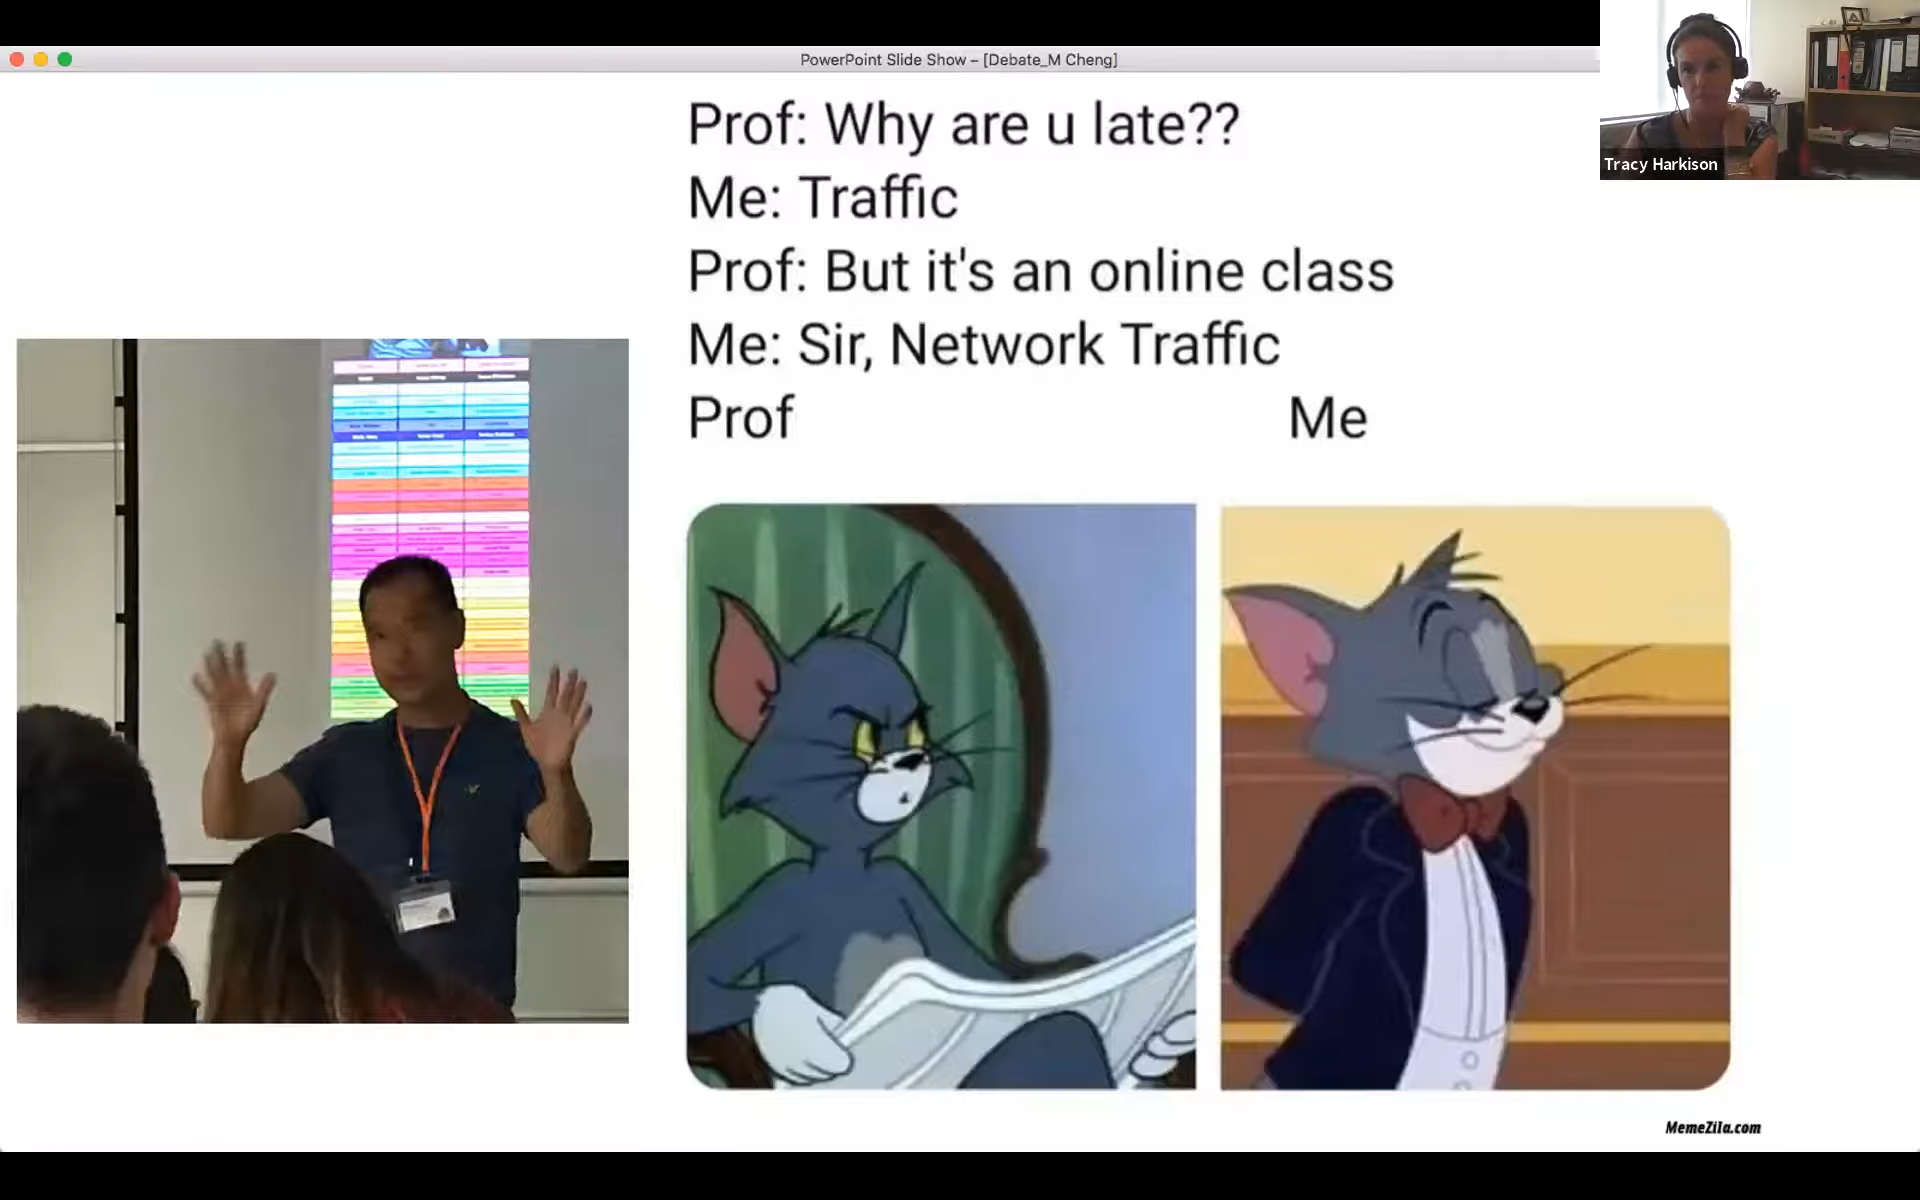 PowerPoint Slide Show – [Debate_M Cheng]
Tracy Harkison
Prof: Why are u late??
Me: Traffic
Prof: But it's an online class
Me: Sir, Network Traffic
Prof Me
MemeZila.com